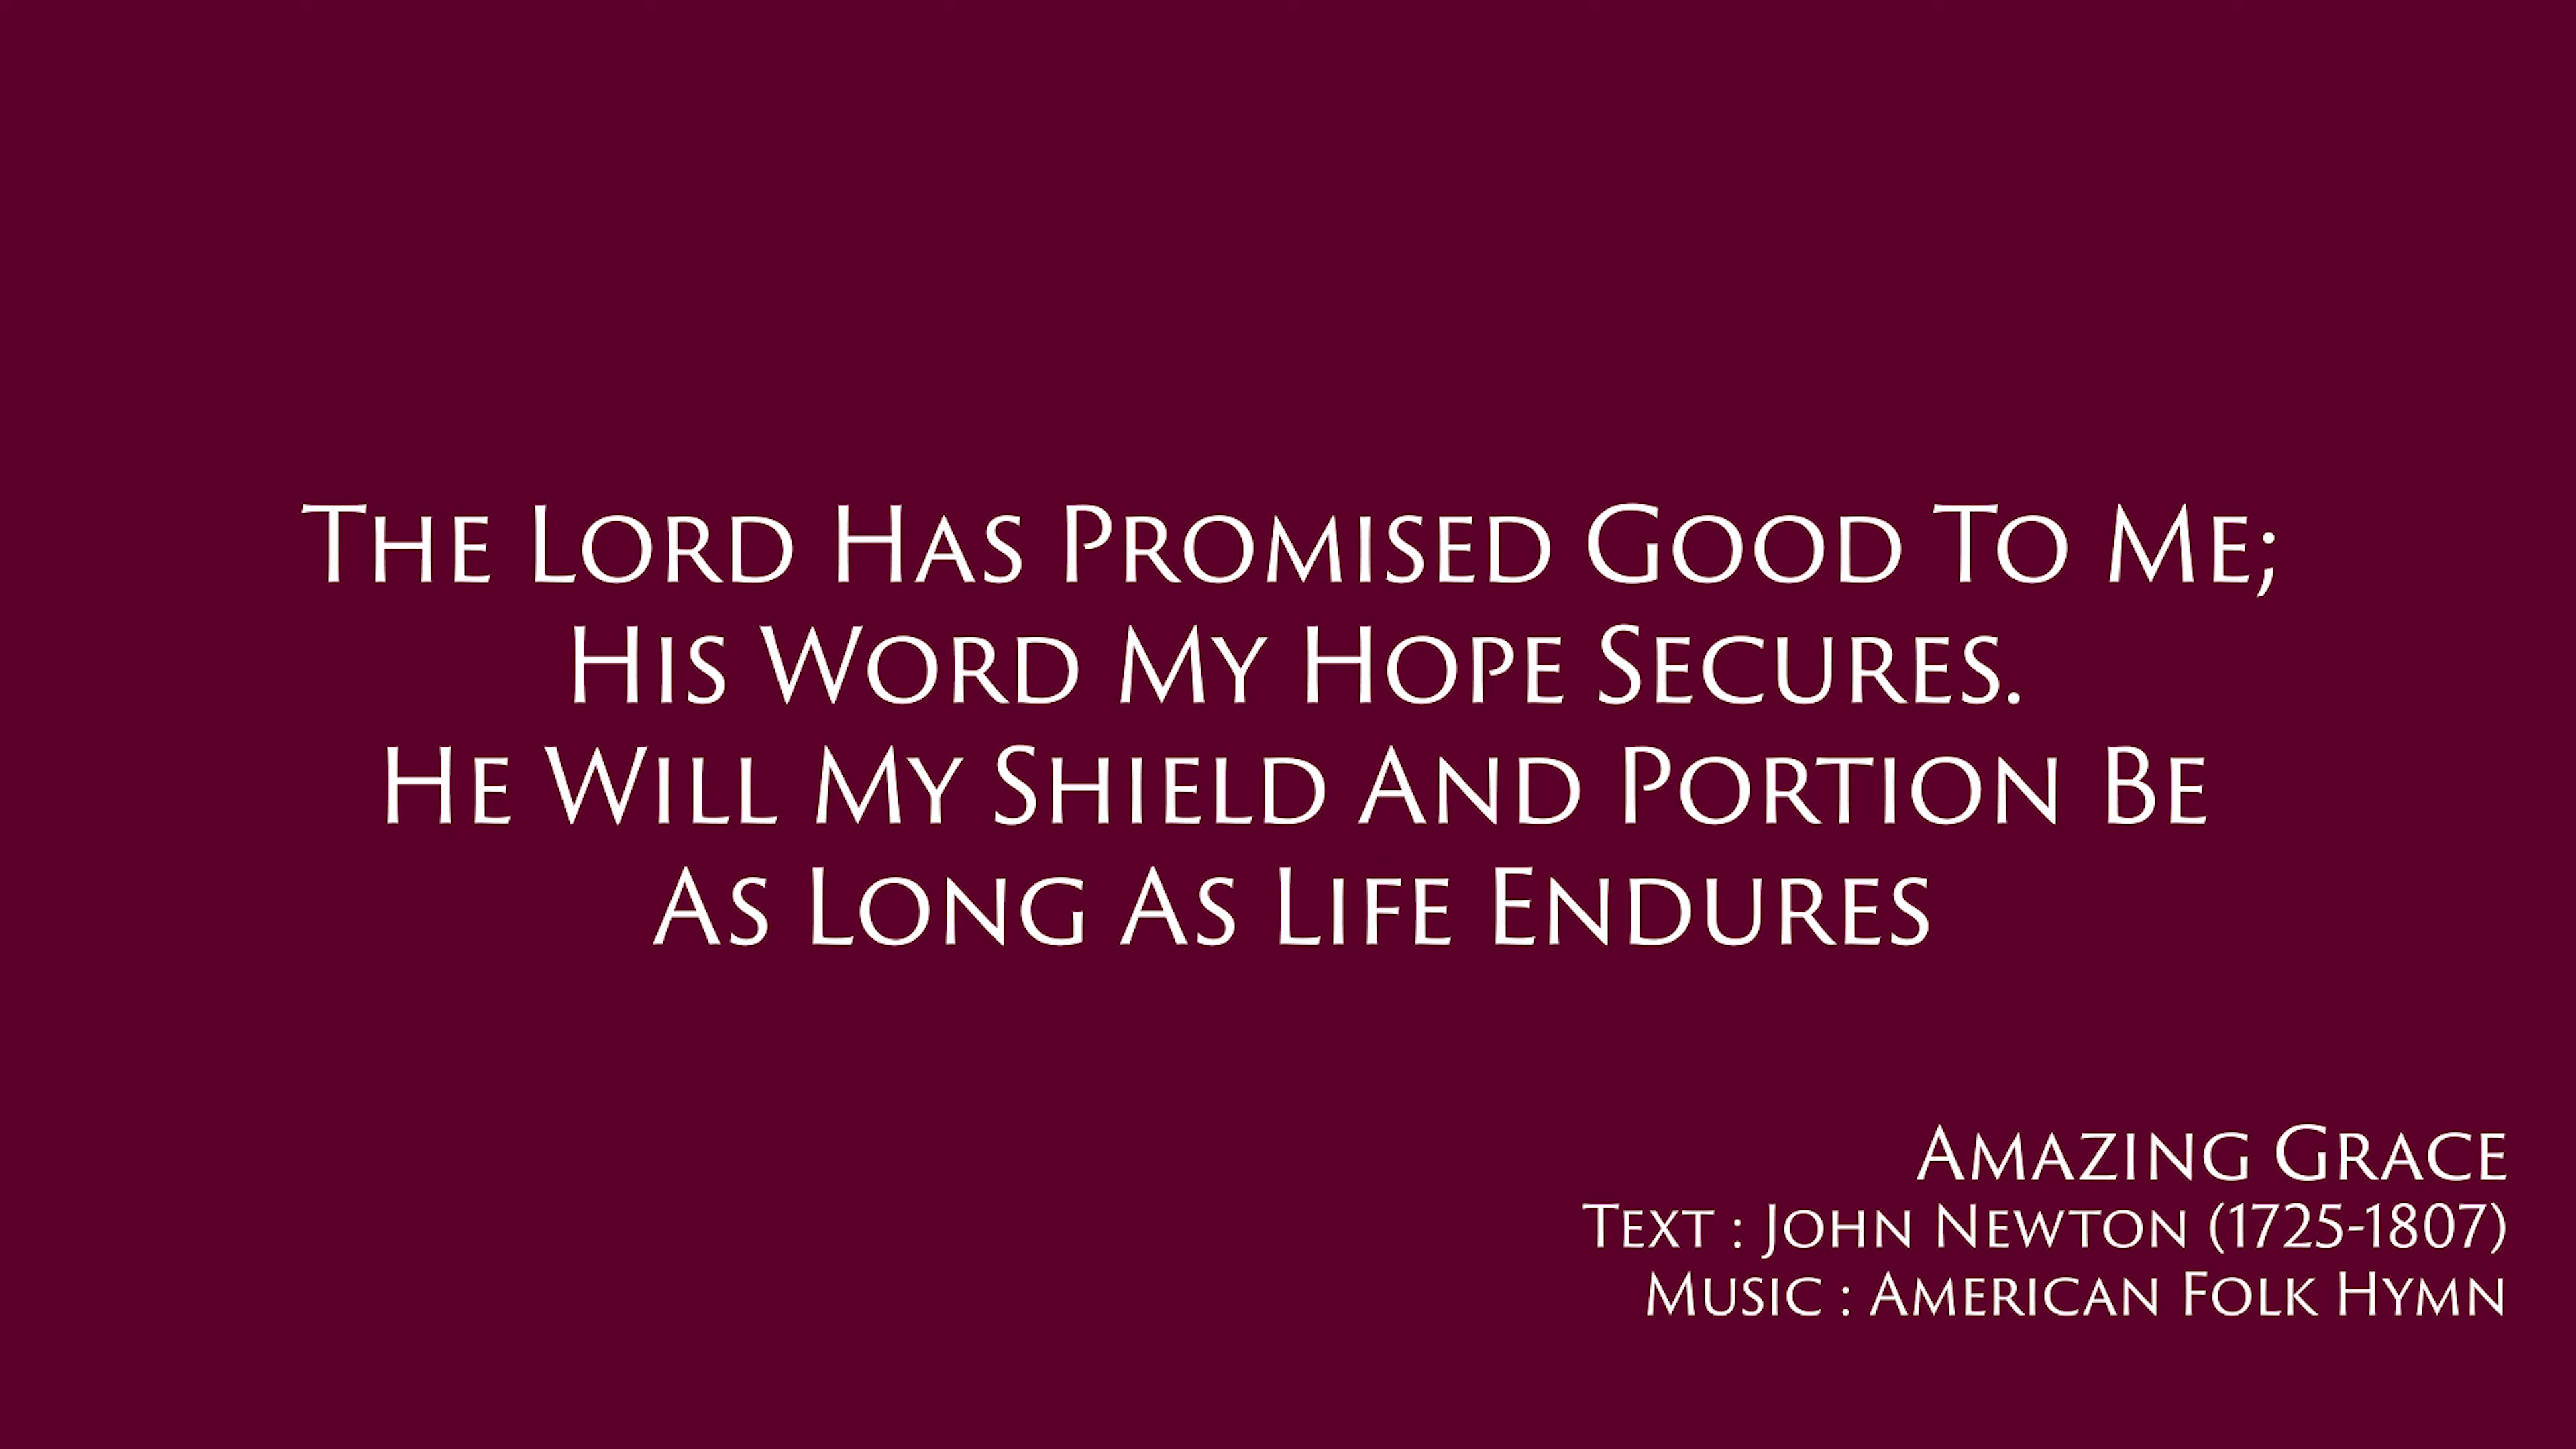 The Lord Has Promised Good To Me;
His Word My Hope Secures.
He Will My Shield And Portion Be
As Long As Life Endures
Amazing Grace
Text : John Newton (1725-1807)
Music : American Folk Hymn